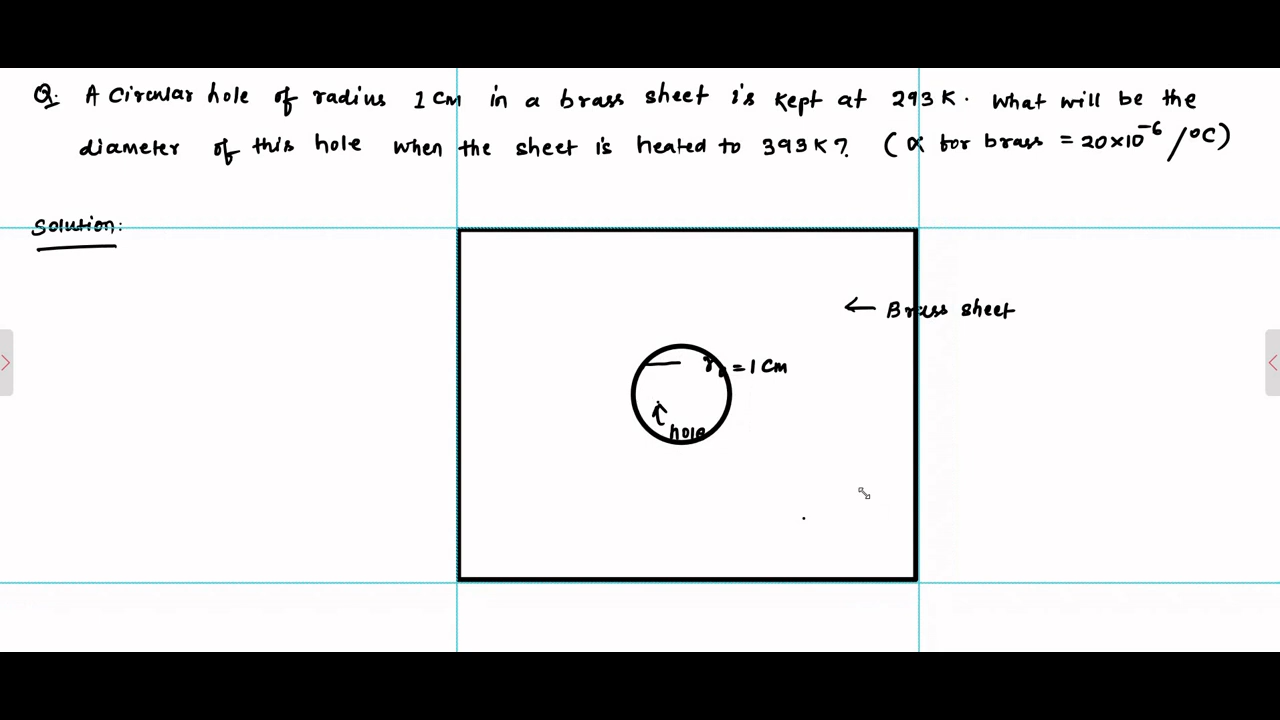 Q. A Circular hole of radius 1 cm in a brass sheet is kept at 293 K. What will be the
diameter of this hole when the sheet is heated to 393 K? (α for brass = 20×10⁻⁶ /°C)
Solution:
← Brass sheet
r₁ = 1 cm
hole